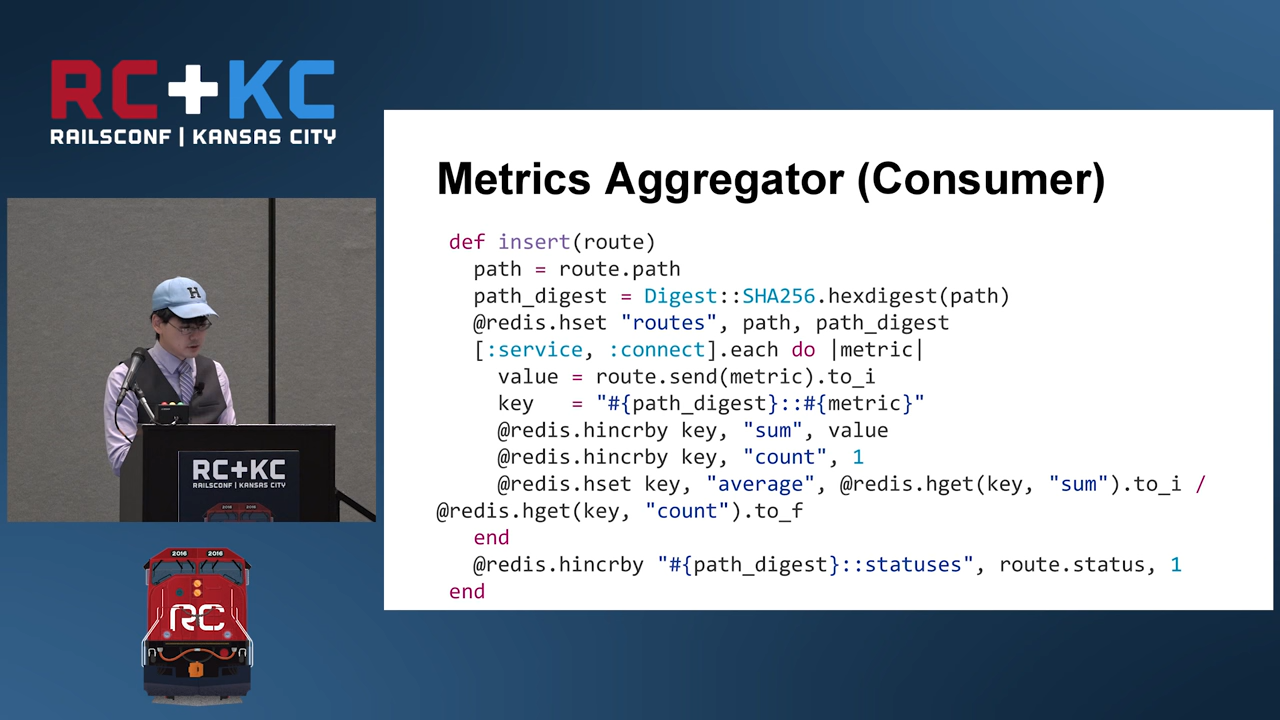 RC+KC
RAILSCONF | KANSAS CITY
Metrics Aggregator (Consumer)
def insert(route)
path = route.path
path_digest = Digest::SHA256.hexdigest(path)
@redis.hset "routes", path, path_digest
[:service, :connect].each do |metric|
value = route.send(metric).to_i
key   = "#{path_digest}::#{metric}"
@redis.hincrby key, "sum", value
@redis.hincrby key, "count", 1
@redis.hset key, "average", @redis.hget(key, "sum").to_i /
@redis.hget(key, "count").to_f
end
@redis.hincrby "#{path_digest}::statuses", route.status, 1
end
H
RC+KC
RAILSCONF | KANSAS CITY
2016 2016
RC